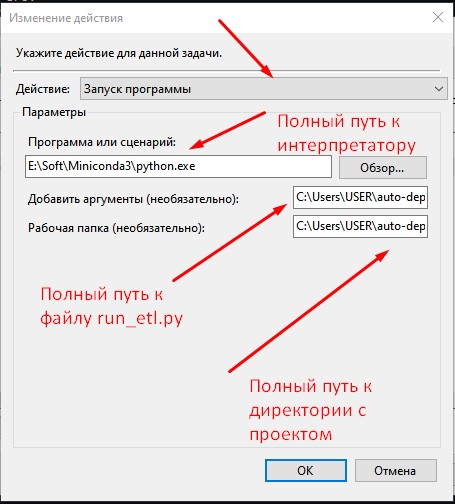 Изменение действия
Укажите действие для данной задачи.
Действие:
Запуск программы
Параметры
Программа или сценарий:
Полный путь к
интерпретатору
E:\Soft\Miniconda3\python.exe
Обзор...
Добавить аргументы (необязательно):
C:\Users\USER\auto-dep
Рабочая папка (необязательно):
C:\Users\USER\auto-dep
Полный путь к
файлу run_etl.py
Полный путь к
директории с
проектом
OK
Отмена